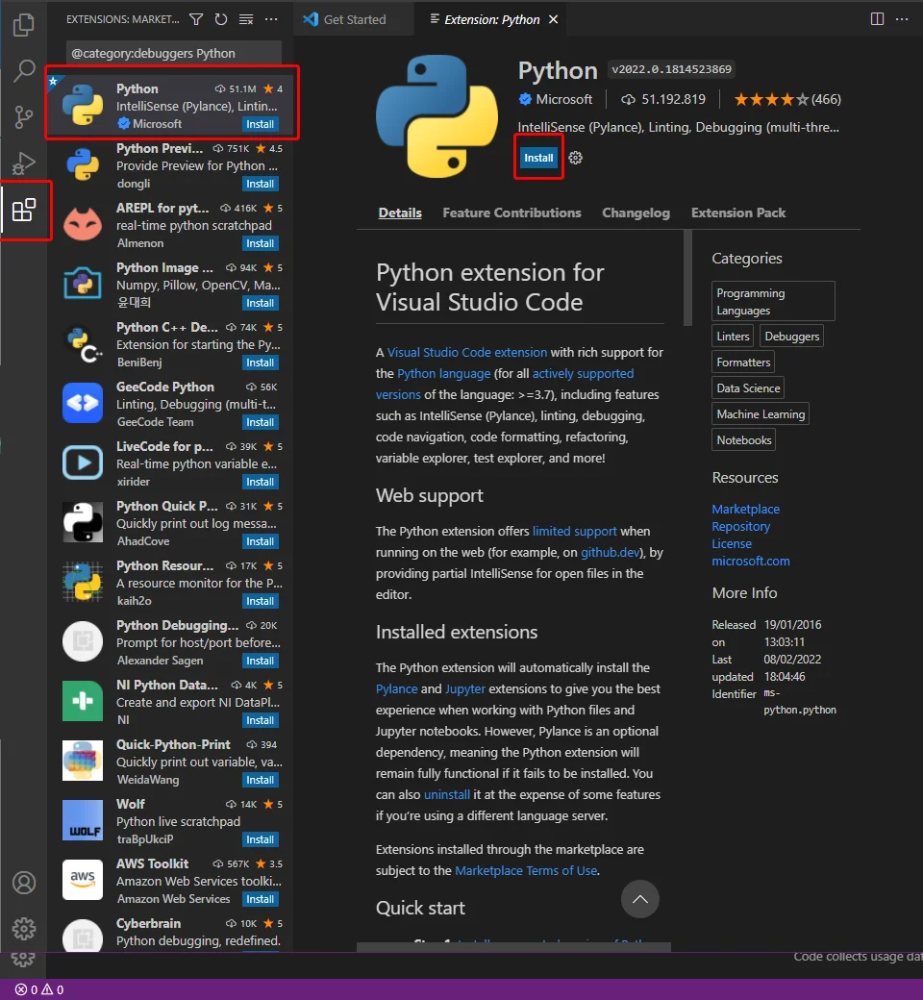 EXTENSIONS: MARKET...
@category:debuggers Python
Python 51.1M 4
IntelliSense (Pylance), Lintin...
Microsoft Install
Python Previ... 751K 4.5
Provide Preview for Python ...
dongli Install
AREPL for pyt... 416K 5
real-time python scratchpad
Almenon Install
Python Image ... 94K 5
Numpy, Pillow, OpenCV, Ma...
윤대희 Install
Python C++ De... 74K 5
Extension for starting the Py...
BeniBenj Install
GeeCode Python 56K
Linting, Debugging (multi-t...
GeeCode Team Install
LiveCode for p... 39K 5
Real-time python variable e...
xirider Install
Python Quick P... 31K 5
Quickly print out log messa...
AhadCove Install
Python Resour... 17K 5
A resource monitor for the P...
kaih2o Install
Python Debugging... 20K
Prompt for host/port before...
Alexander Sagen Install
NI Python Data... 4K 5
Create and export NI DataPl...
NI Install
Quick-Python-Print 394
Quickly print out variable, va...
WeidaWang Install
WOLF
Wolf 14K 5
Python live scratchpad
traBpUkciP Install
aws
AWS Toolkit 567K 3.5
Amazon Web Services toolki...
Amazon Web Services Install
Cyberbrain 10K 5
Python debugging, redefined.
Get Started
Extension: Python
Python v2022.0.1814523869
Microsoft 51.192.819 (466)
IntelliSense (Pylance), Linting, Debugging (multi-thre...
Install
Details Feature Contributions Changelog Extension Pack
Python extension for
Visual Studio Code
A Visual Studio Code extension with rich support for
the Python language (for all actively supported
versions of the language: >=3.7), including features
such as IntelliSense (Pylance), linting, debugging,
code navigation, code formatting, refactoring,
variable explorer, test explorer, and more!
Web support
The Python extension offers limited support when
running on the web (for example, on github.dev), by
providing partial IntelliSense for open files in the
editor.
Installed extensions
The Python extension will automatically install the
Pylance and Jupyter extensions to give you the best
experience when working with Python files and
Jupyter notebooks. However, Pylance is an optional
dependency, meaning the Python extension will
remain fully functional if it fails to be installed. You
can also uninstall it at the expense of some features
if you're using a different language server.
Extensions installed through the marketplace are
subject to the Marketplace Terms of Use.
Quick start
Categories
Programming
Languages
Linters Debuggers
Formatters
Data Science
Machine Learning
Notebooks
Resources
Marketplace
Repository
License
microsoft.com
More Info
Released 19/01/2016
on 13:03:11
Last 08/02/2022
updated 18:04:46
Identifier ms-
python.python
Code collects usage dat
0 0